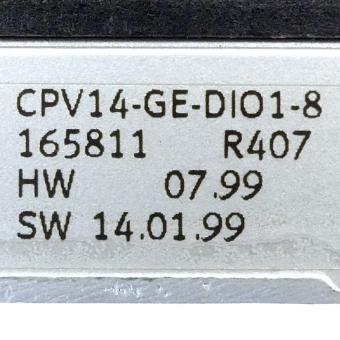 CPV14-GE-DIO1-8
165811 R407
HW 07.99
SW 14.01.99